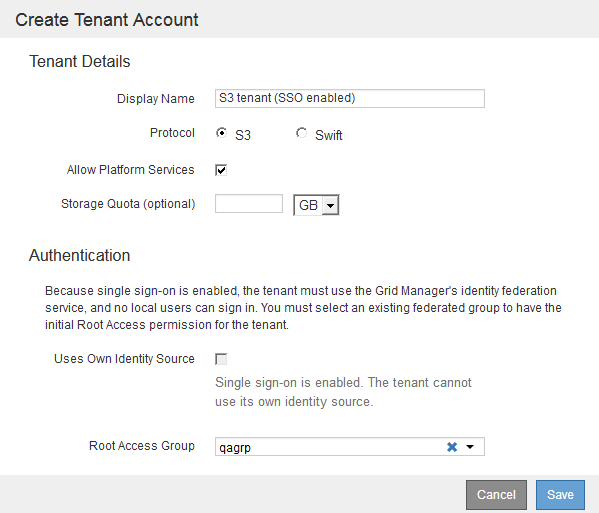 Create Tenant Account
Tenant Details
Display Name S3 tenant (SSO enabled)
Protocol S3 Swift
Allow Platform Services
Storage Quota (optional) GB
Authentication
Because single sign-on is enabled, the tenant must use the Grid Manager's identity federation
service, and no local users can sign in. You must select an existing federated group to have the
initial Root Access permission for the tenant.
Uses Own Identity Source
Single sign-on is enabled. The tenant cannot
use its own identity source.
Root Access Group qagrp
Cancel Save